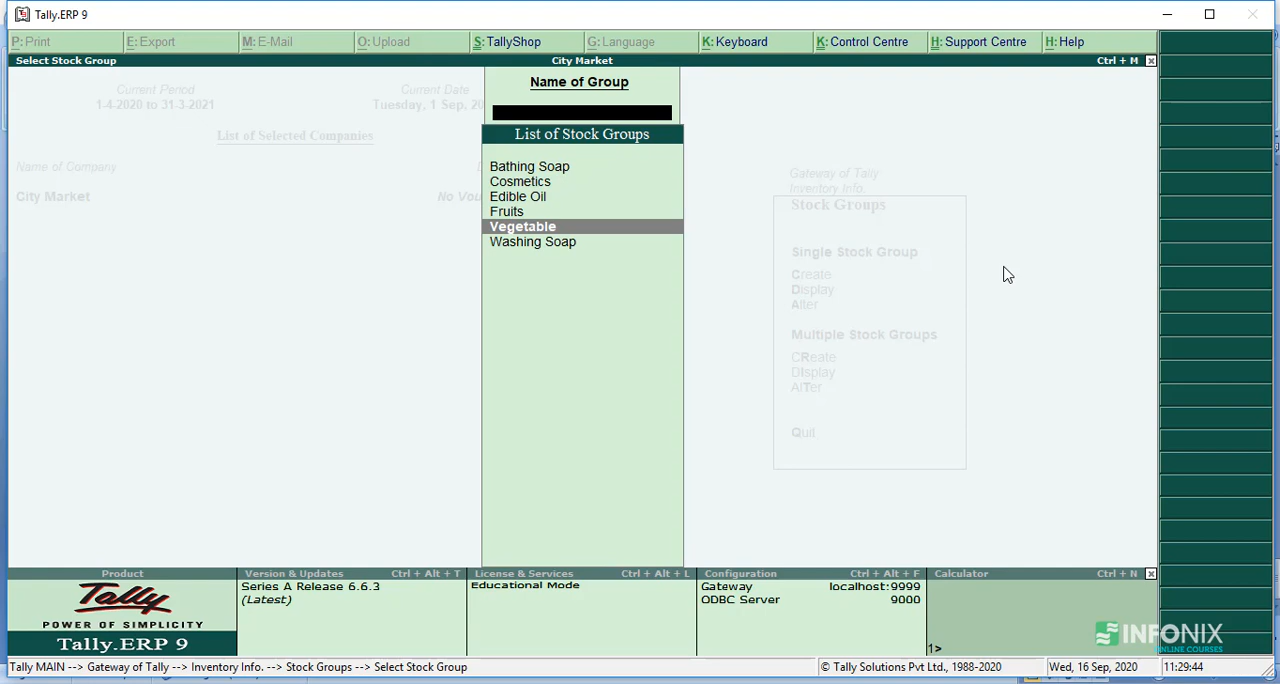 Tally.ERP 9
P: Print
E: Export
M: E-Mail
O: Upload
S: TallyShop
G: Language
K: Keyboard
K: Control Centre
H: Support Centre
H: Help
Select Stock Group
City Market
Ctrl + M
Current Period
1-4-2020 to 31-3-2021
Current Date
Tuesday, 1 Sep, 20
List of Selected Companies
Name of Company
City Market
No Vou
Name of Group
List of Stock Groups
Bathing Soap
Cosmetics
Edible Oil
Fruits
Vegetable
Washing Soap
Gateway of Tally
Inventory Info.
Stock Groups
Single Stock Group
Create
Display
Alter
Multiple Stock Groups
CReate
DIsplay
AlTer
Quit
Product
Tally
POWER OF SIMPLICITY
Tally.ERP 9
Version & Updates
Ctrl + Alt + T
Series A Release 6.6.3
(Latest)
License & Services
Ctrl + Alt + L
Educational Mode
Configuration
Ctrl + Alt + F
Gateway
localhost:9999
ODBC Server
9000
Calculator
Ctrl + N
1>
INFONIX
ONLINE COURSES
Tally MAIN --> Gateway of Tally --> Inventory Info. --> Stock Groups --> Select Stock Group
© Tally Solutions Pvt Ltd., 1988-2020
Wed, 16 Sep, 2020
11:29:44